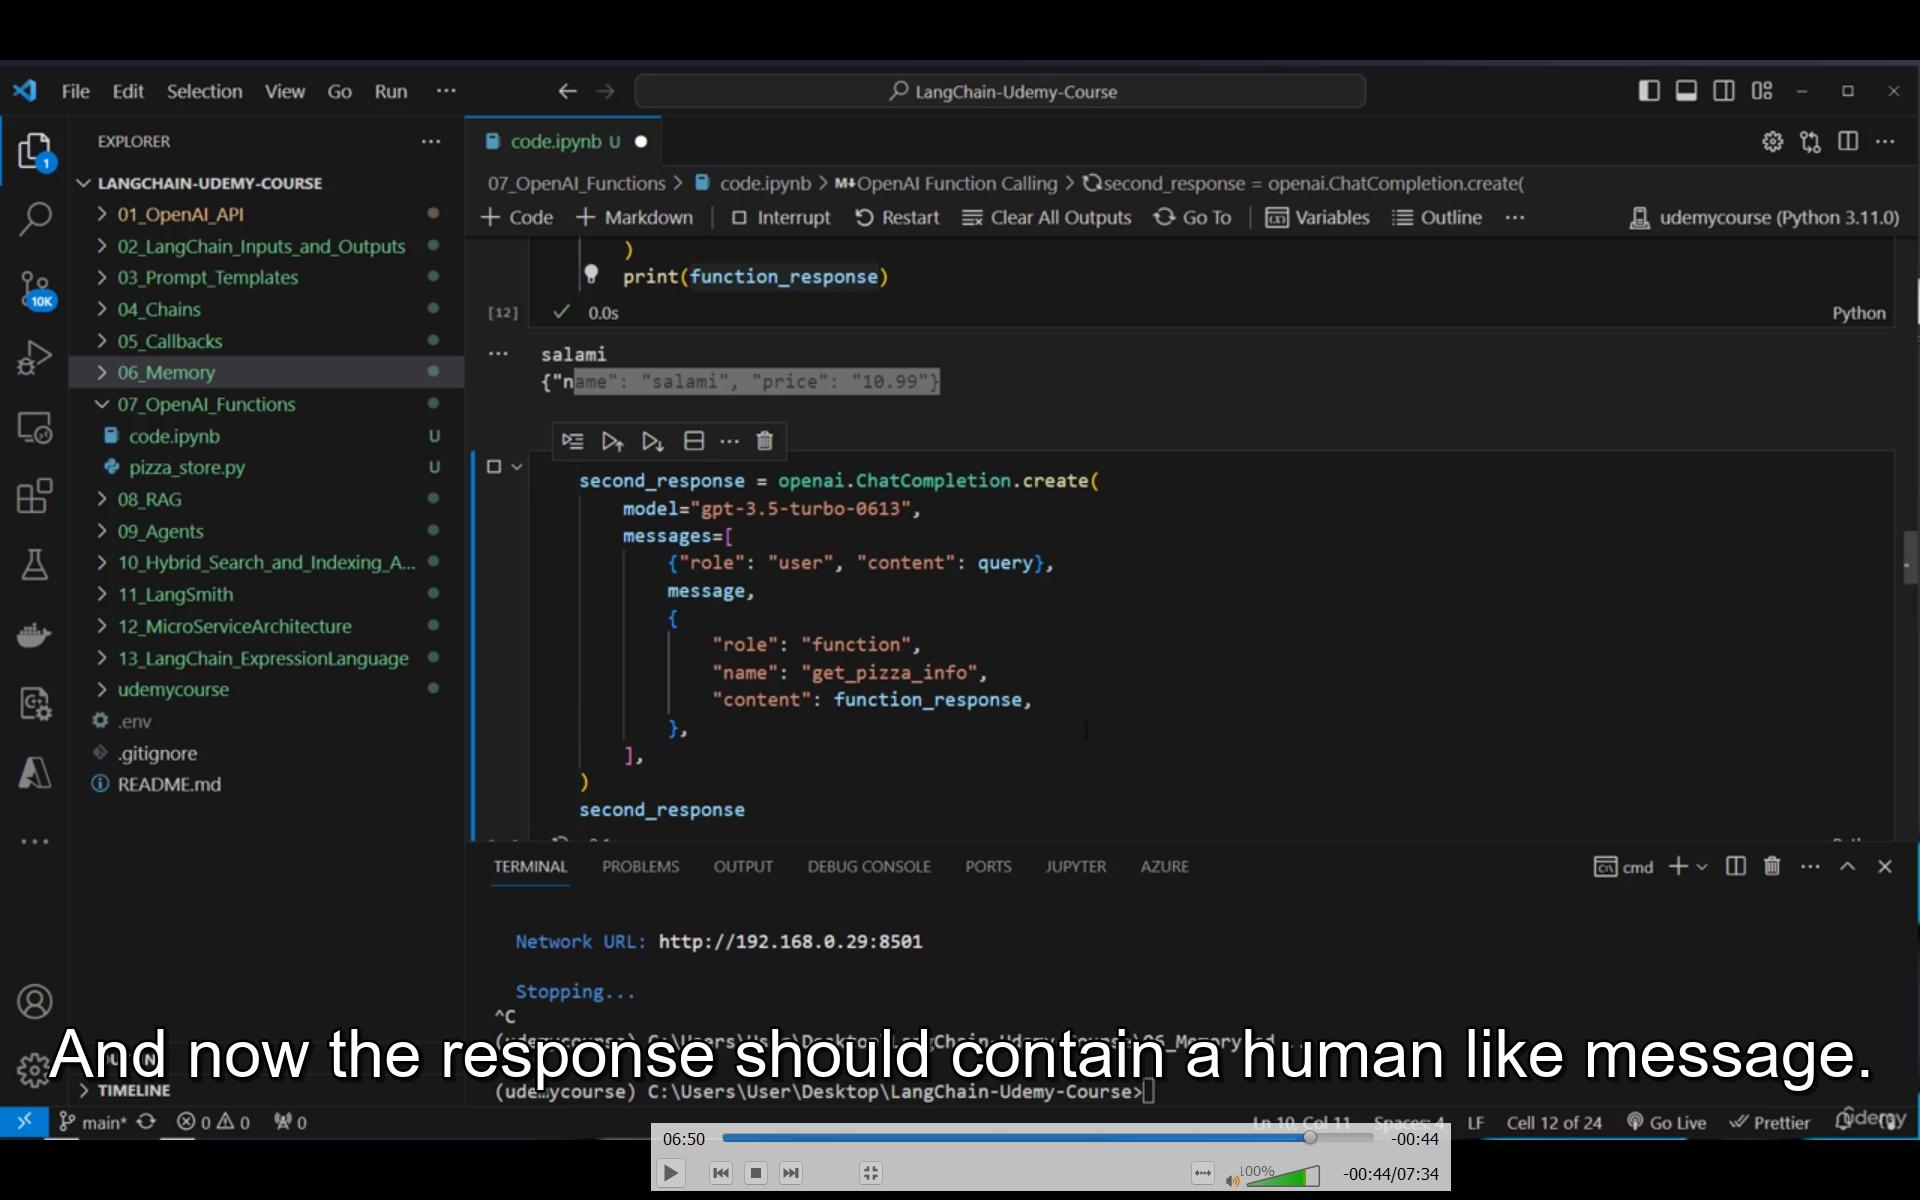 File Edit Selection View Go Run ···
LangChain-Udemy-Course
EXPLORER
1
10K
LANGCHAIN-UDEMY-COURSE
01_OpenAI_API
02_LangChain_Inputs_and_Outputs
03_Prompt_Templates
04_Chains
05_Callbacks
06_Memory
07_OpenAI_Functions
code.ipynb U
pizza_store.py U
08_RAG
09_Agents
10_Hybrid_Search_and_Indexing_A...
11_LangSmith
12_MicroServiceArchitecture
13_LangChain_ExpressionLanguage
udemycourse
.env
.gitignore
README.md
TIMELINE
code.ipynb U
07_OpenAI_Functions > code.ipynb > M↓OpenAI Function Calling > second_response = openai.ChatCompletion.create(
+ Code + Markdown Interrupt Restart Clear All Outputs Go To Variables Outline ··· udemycourse (Python 3.11.0)
)
print(function_response)
[12] 0.0s Python
salami
{"name": "salami", "price": "10.99"}
second_response = openai.ChatCompletion.create(
model="gpt-3.5-turbo-0613",
messages=[
{"role": "user", "content": query},
message,
{
"role": "function",
"name": "get_pizza_info",
"content": function_response,
},
],
)
second_response
TERMINAL PROBLEMS OUTPUT DEBUG CONSOLE PORTS JUPYTER AZURE cmd
Network URL: http://192.168.0.29:8501
Stopping...
^C
(udemycourse) C:\Users\User\Desktop\LangChain-Udemy-Course\06_Memory>cd ..
And now the response should contain a human like message.
(udemycourse) C:\Users\User\Desktop\LangChain-Udemy-Course>
main* 0 0 0 Ln 10, Col 11 Spaces: 4 LF Cell 12 of 24 Go Live Prettier
udemy
06:50 -00:44
100% -00:44/07:34